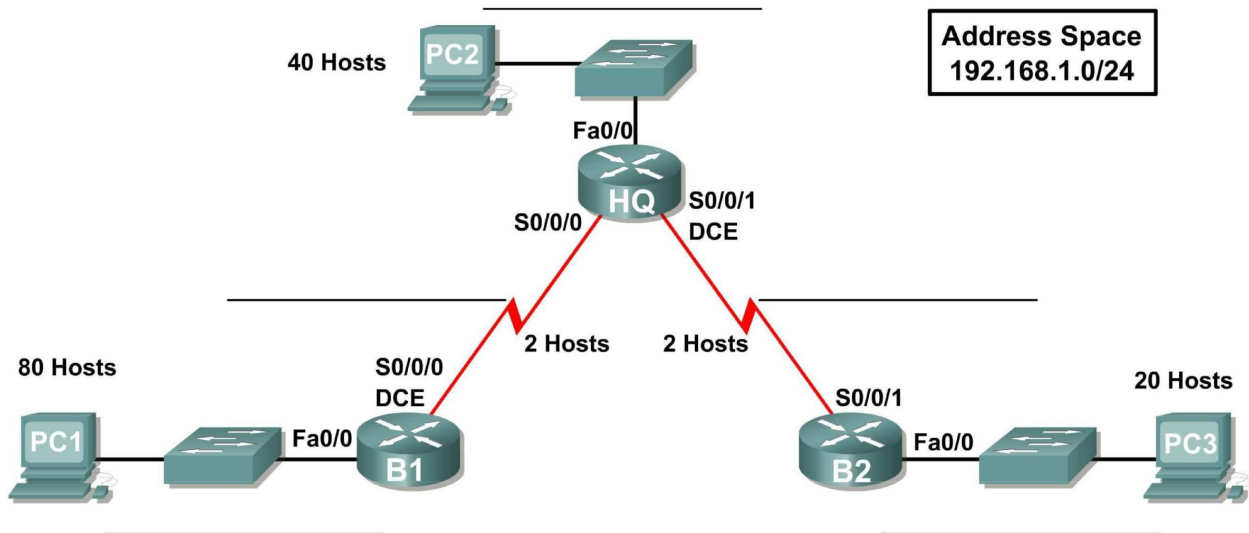 Address Space
192.168.1.0/24
40 Hosts
PC2
Fa0/0
HQ
S0/0/1
DCE
S0/0/0
2 Hosts
2 Hosts
80 Hosts
S0/0/0
DCE
PC1
Fa0/0
B1
20 Hosts
S0/0/1
B2
Fa0/0
PC3